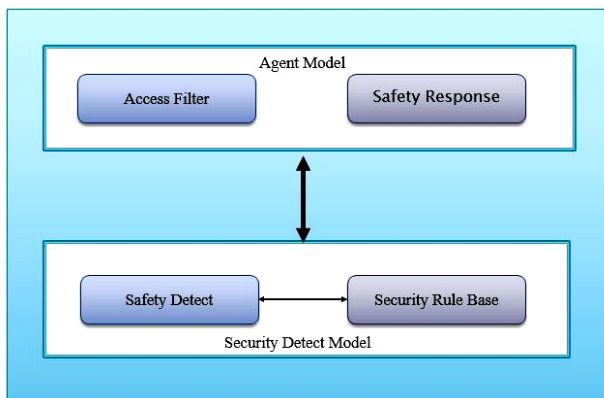 Agent Model
Access Filter
Safety Response
Safety Detect
Security Rule Base
Security Detect Model